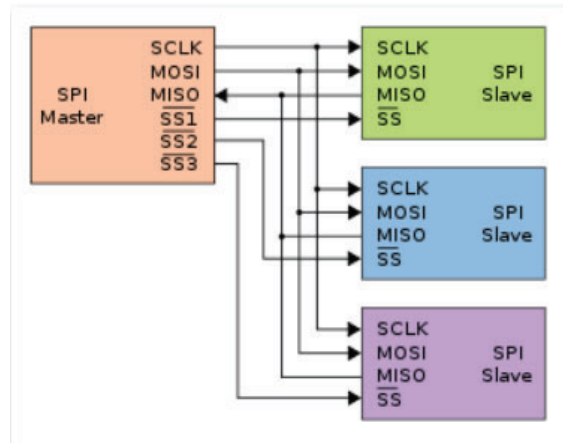 SPI
Master
SCLK
MOSI
MISO
SS1
SS2
SS3
SCLK
MOSI
MISO
SS
SPI
Slave
SCLK
MOSI
MISO
SS
SPI
Slave
SCLK
MOSI
MISO
SS
SPI
Slave